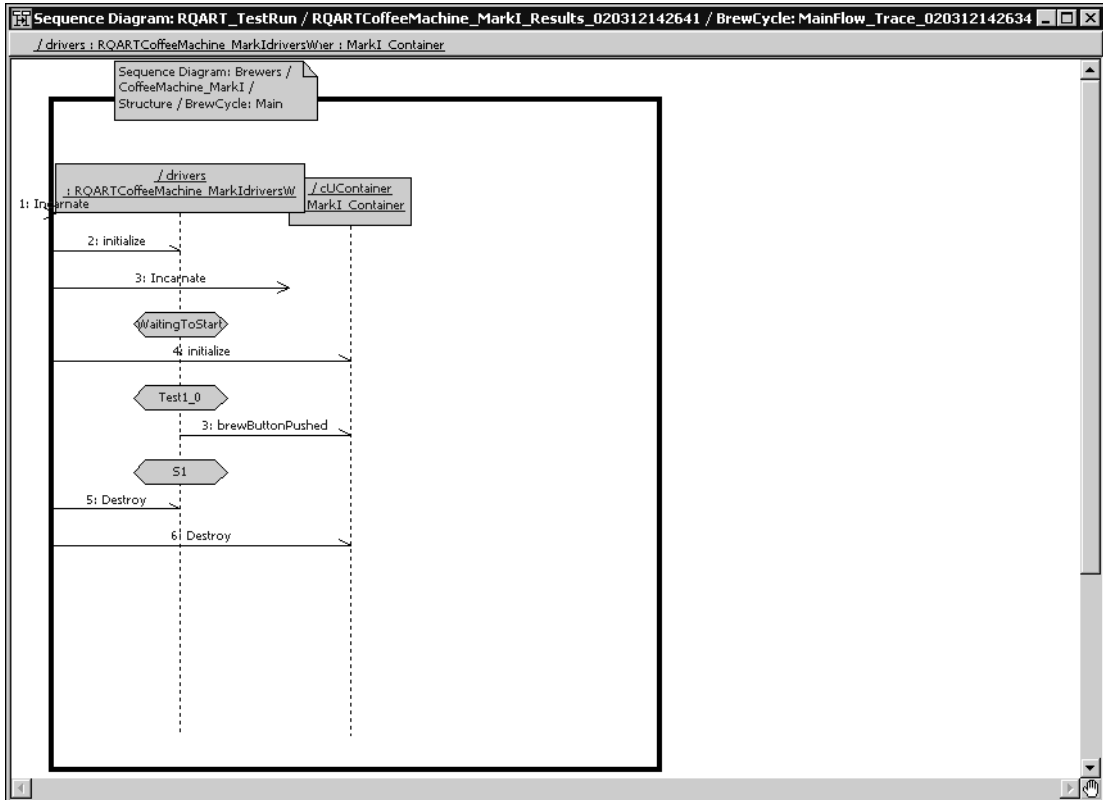 Sequence Diagram: RQART_TestRun / RQARTCoffeeMachine_MarkI_Results_020312142641 / BrewCycle: MainFlow_Trace_020312142634
/ drivers : RQARTCoffeeMachine_MarkIdriversWner : MarkI_Container
Sequence Diagram: Brewers /
CoffeeMachine_MarkI /
Structure / BrewCycle: Main
/ drivers
: RQARTCoffeeMachine_MarkIdriversW
/ cUContainer
MarkI_Container
1: Incarnate
2: initialize
3: Incarnate
WaitingToStart
4: initialize
Test1_0
3: brewButtonPushed
S1
5: Destroy
6: Destroy